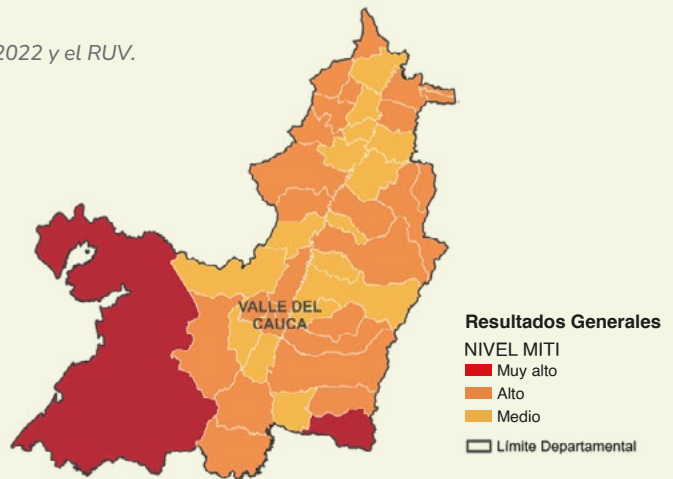 2022 y el RUV.
VALLE DEL
CAUCA
Resultados Generales
NIVEL MITI
Muy alto
Alto
Medio
Límite Departamental